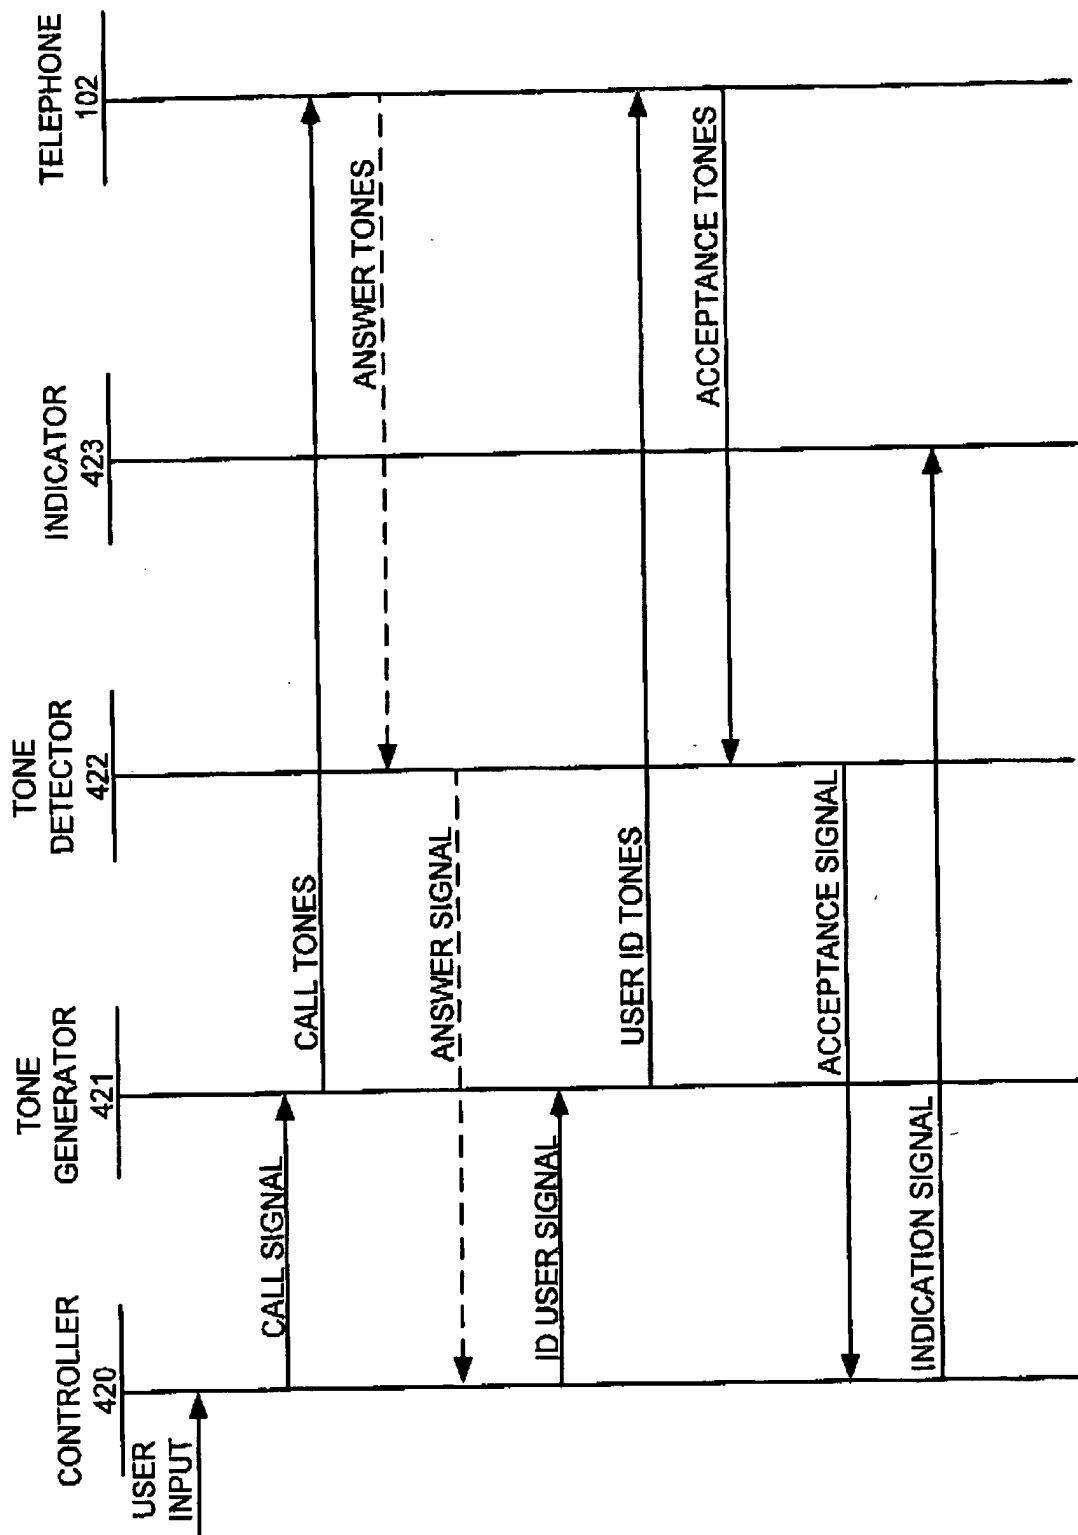 CONTROLLER
420
TONE
GENERATOR
421
TONE
DETECTOR
422
INDICATOR
423
TELEPHONE
102
USER
INPUT
CALL SIGNAL
CALL TONES
ANSWER TONES
ANSWER SIGNAL
ID USER SIGNAL
USER ID TONES
ACCEPTANCE TONES
ACCEPTANCE SIGNAL
INDICATION SIGNAL